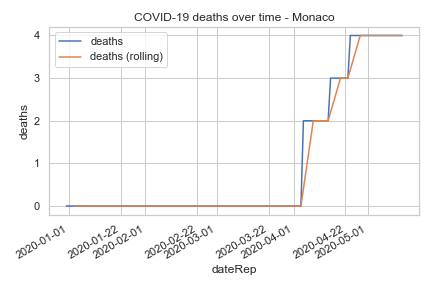 COVID-19 deaths over time - Monaco
deaths
deaths (rolling)
deaths
4
3
2
1
0
2020-01-01
2020-01-22
2020-02-01
2020-02-22
2020-03-01
2020-03-22
2020-04-01
2020-04-22
2020-05-01
dateRep